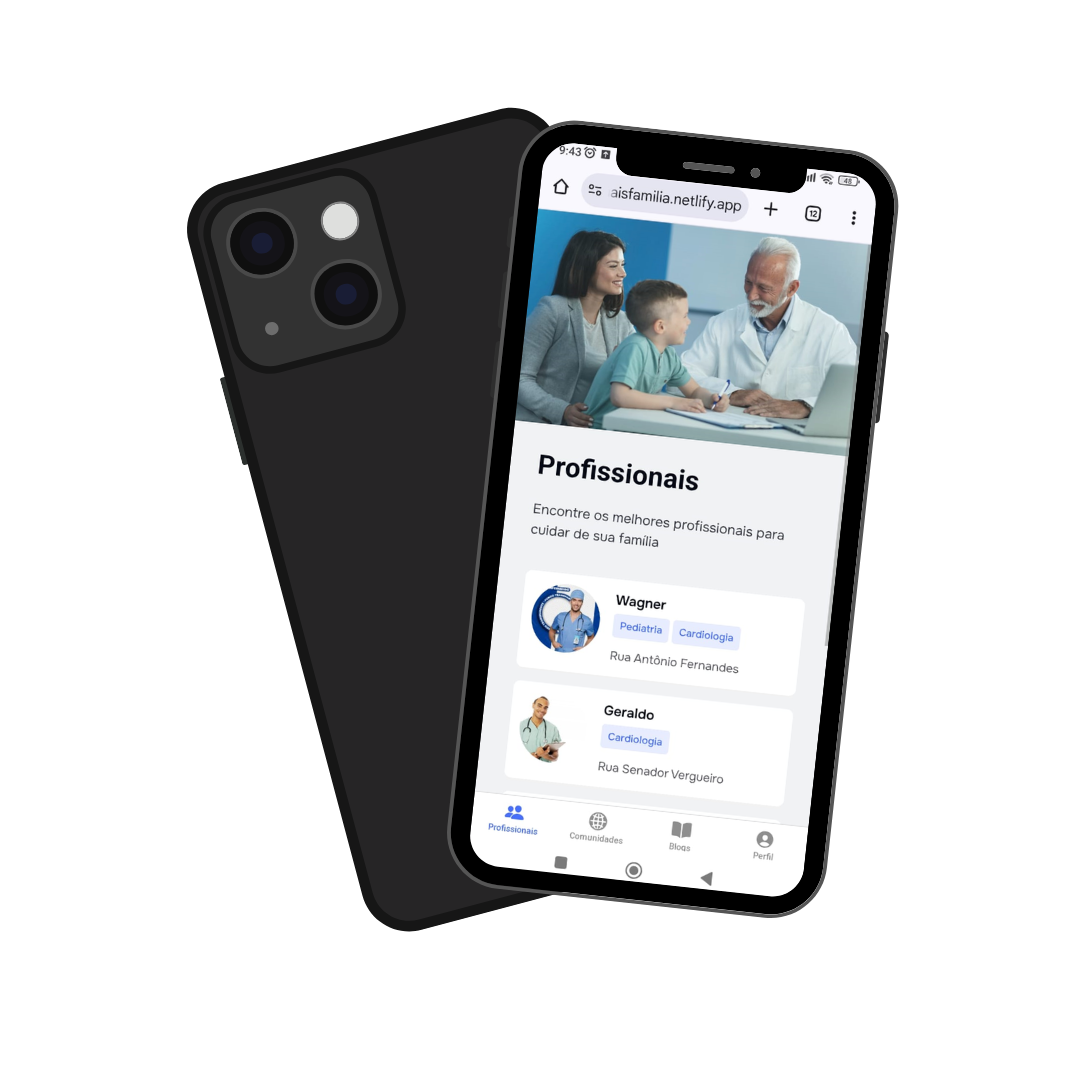 9:43
48
aisfamilia.netlify.app
12
Profissionais
Encontre os melhores profissionais para
cuidar de sua família
Wagner
Pediatria Cardiologia
Rua Antônio Fernandes
Geraldo
Cardiologia
Rua Senador Vergueiro
Profissionais Comunidades Blogs Perfil